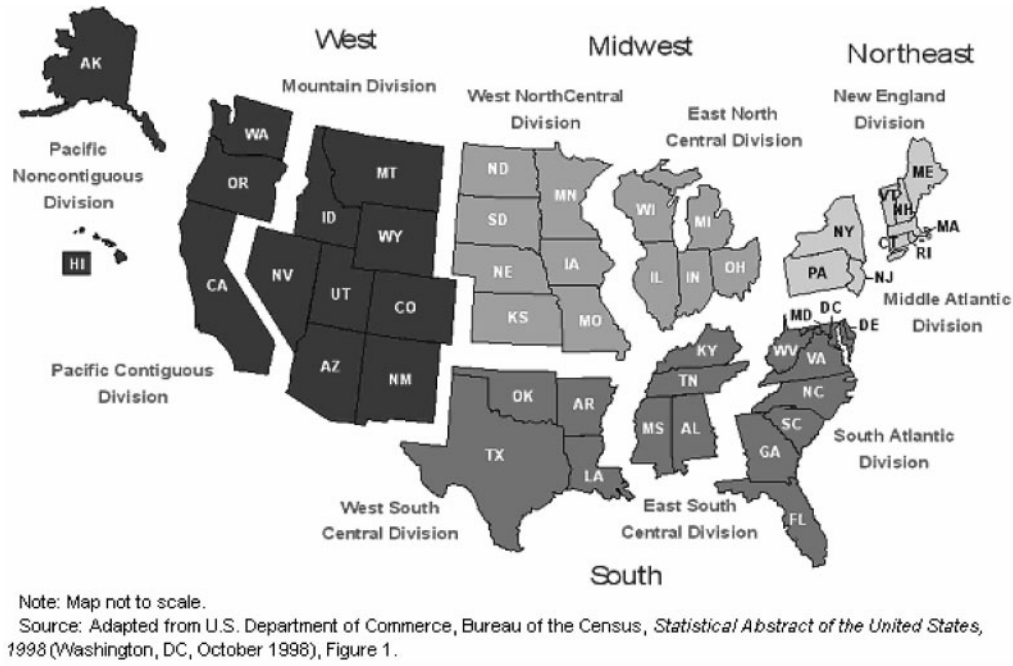 West
Midwest
Northeast
AK
Mountain Division
West NorthCentral
Division
East North
Central Division
New England
Division
Pacific
Noncontiguous
Division
HI
WA
OR
CA
MT
ID
WY
NV
UT
CO
AZ
NM
ND
SD
NE
KS
MN
IA
MO
WI
MI
IL
IN
OH
ME
VT
NH
NY
MA
CT
RI
PA
NJ
Middle Atlantic
Division
Pacific Contiguous
Division
MD
DC
DE
WV
VA
KY
TN
NC
SC
OK
AR
TX
LA
MS
AL
GA
FL
South Atlantic
Division
West South
Central Division
East South
Central Division
South
Note: Map not to scale.
Source: Adapted from U.S. Department of Commerce, Bureau of the Census, Statistical Abstract of the United States,
1998 (Washington, DC, October 1998), Figure 1.